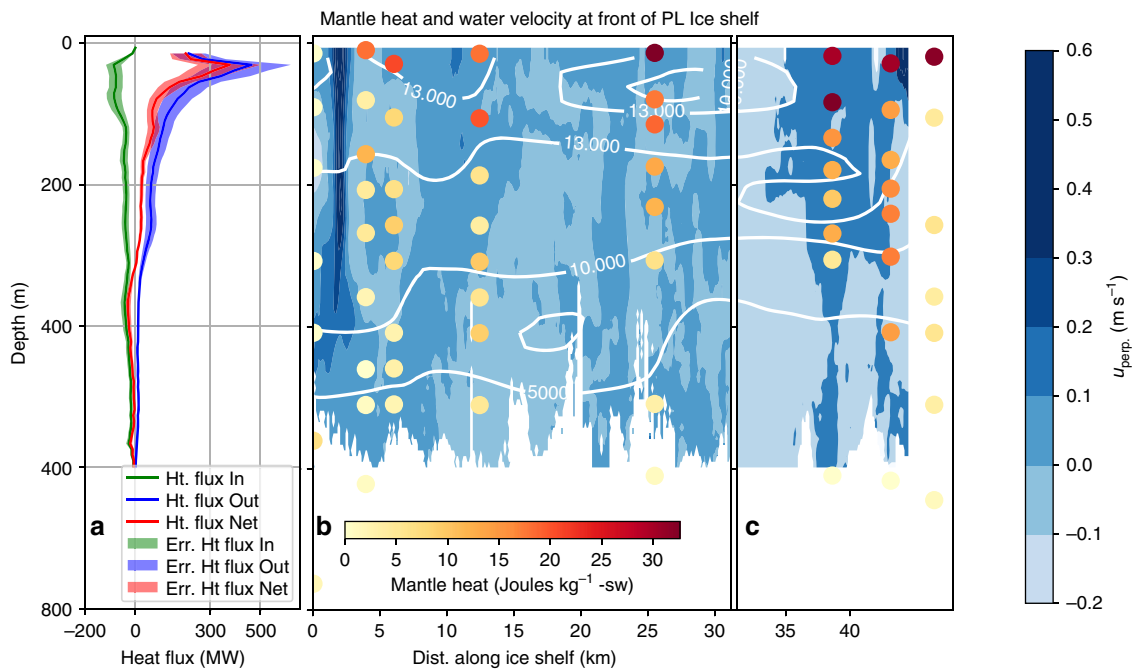 Mantle heat and water velocity at front of PL Ice shelf
0
200
400
400
800
Depth (m)
−200
0
300
500
Heat flux (MW)
Ht. flux In
Ht. flux Out
Ht. flux Net
Err. Ht flux In
Err. Ht flux Out
Err. Ht flux Net
a
13.000
13.000
13.000
10.000
5000
b
0
5
10
15
20
25
30
Mantle heat (Joules kg⁻¹ -sw)
0
5
10
15
20
25
30
Dist. along ice shelf (km)
c
35
40
0.6
0.5
0.4
0.3
0.2
0.1
0.0
−0.1
−0.2
u perp. (m s⁻¹)